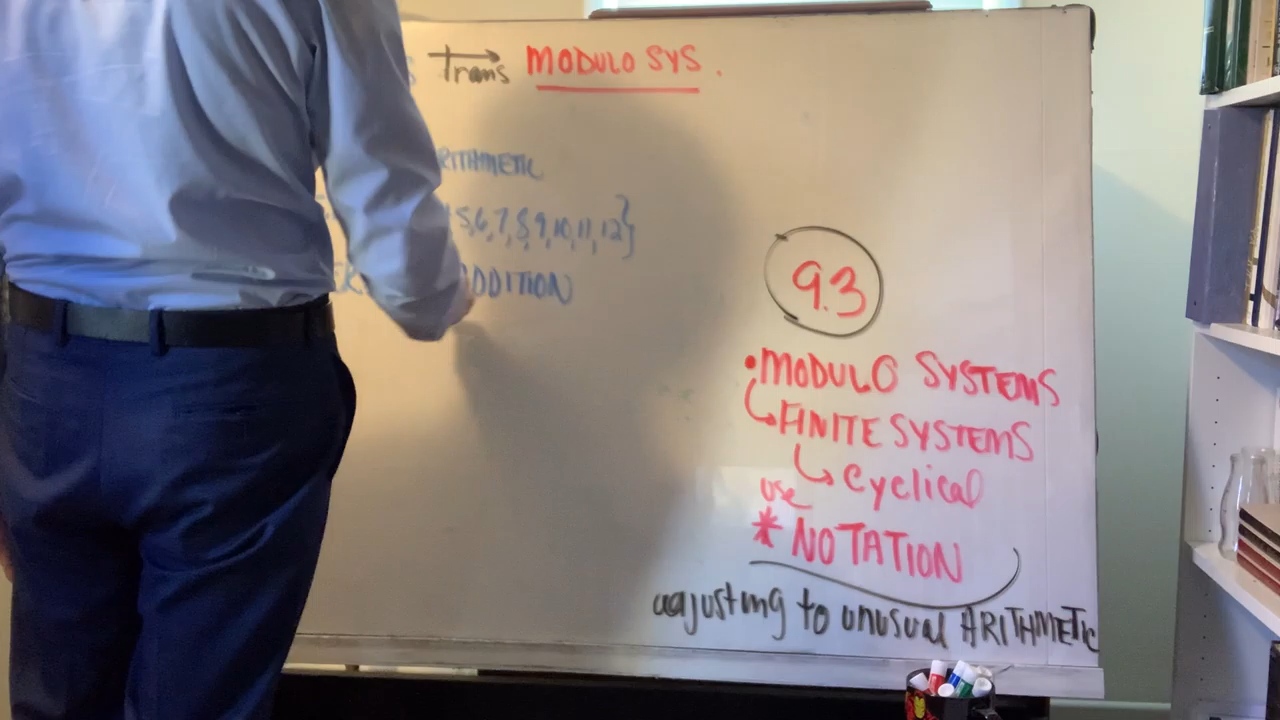 trans MODULO SYS.
RITHMETIC
5,6,7,8,9,10,11,12}
ADDITION
9.3
• MODULO SYSTEMS
FINITE SYSTEMS
Cyclical
use
* NOTATION
adjusting to unusual ARITHMETIC